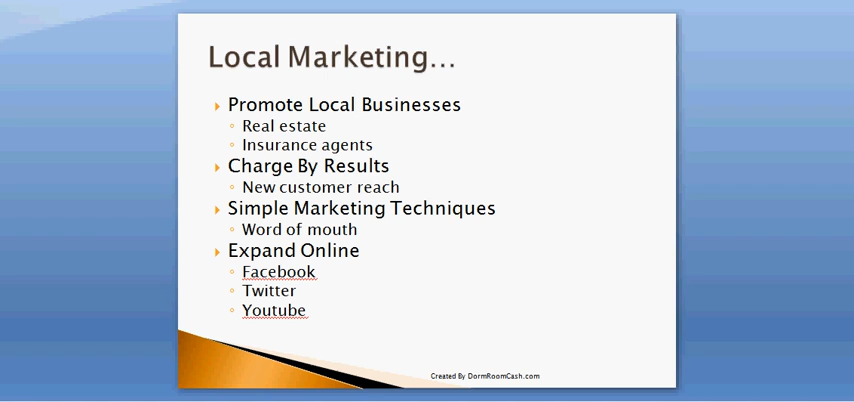 Local Marketing…
Promote Local Businesses
Real estate
Insurance agents
Charge By Results
New customer reach
Simple Marketing Techniques
Word of mouth
Expand Online
Facebook
Twitter
Youtube
Created By DormRoomCash.com